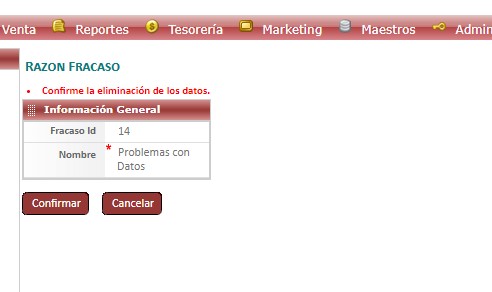 Venta Reportes Tesorería Marketing Maestros Admin
RAZON FRACASO
• Confirme la eliminación de los datos.
Información General
Fracaso Id 14
Nombre * Problemas con
Datos
Confirmar Cancelar